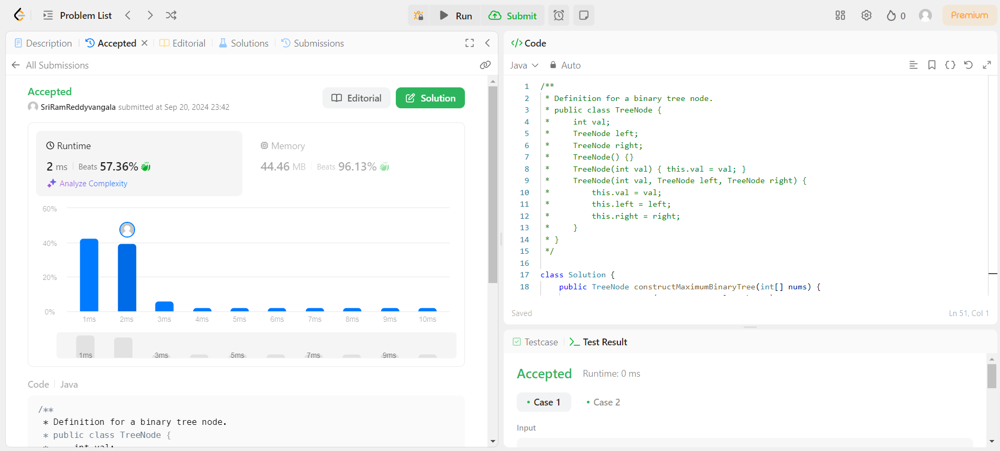 Problem List
Run
Submit
0
Premium
Description
Accepted
Editorial
Solutions
Submissions
All Submissions
Accepted
SriRamReddyvangala submitted at Sep 20, 2024 23:42
Editorial
Solution
Runtime
2 ms
Beats 57.36%
Analyze Complexity
Memory
44.46 MB
Beats 96.13%
60%
40%
20%
0%
1ms 2ms 3ms 4ms 5ms 6ms 7ms 8ms 9ms 10ms
1ms 3ms 5ms 7ms 9ms
Code
Java
/**
* Definition for a binary tree node.
* public class TreeNode {
* int val;
</> Code
Java
Auto
1 /**
2 * Definition for a binary tree node.
3 * public class TreeNode {
4 * int val;
5 * TreeNode left;
6 * TreeNode right;
7 * TreeNode() {}
8 * TreeNode(int val) { this.val = val; }
9 * TreeNode(int val, TreeNode left, TreeNode right) {
10 * this.val = val;
11 * this.left = left;
12 * this.right = right;
13 * }
14 * }
15 */
16
17 class Solution {
18 public TreeNode constructMaximumBinaryTree(int[] nums) {
Saved
Ln 51, Col 1
Testcase
Test Result
Accepted
Runtime: 0 ms
• Case 1
• Case 2
Input